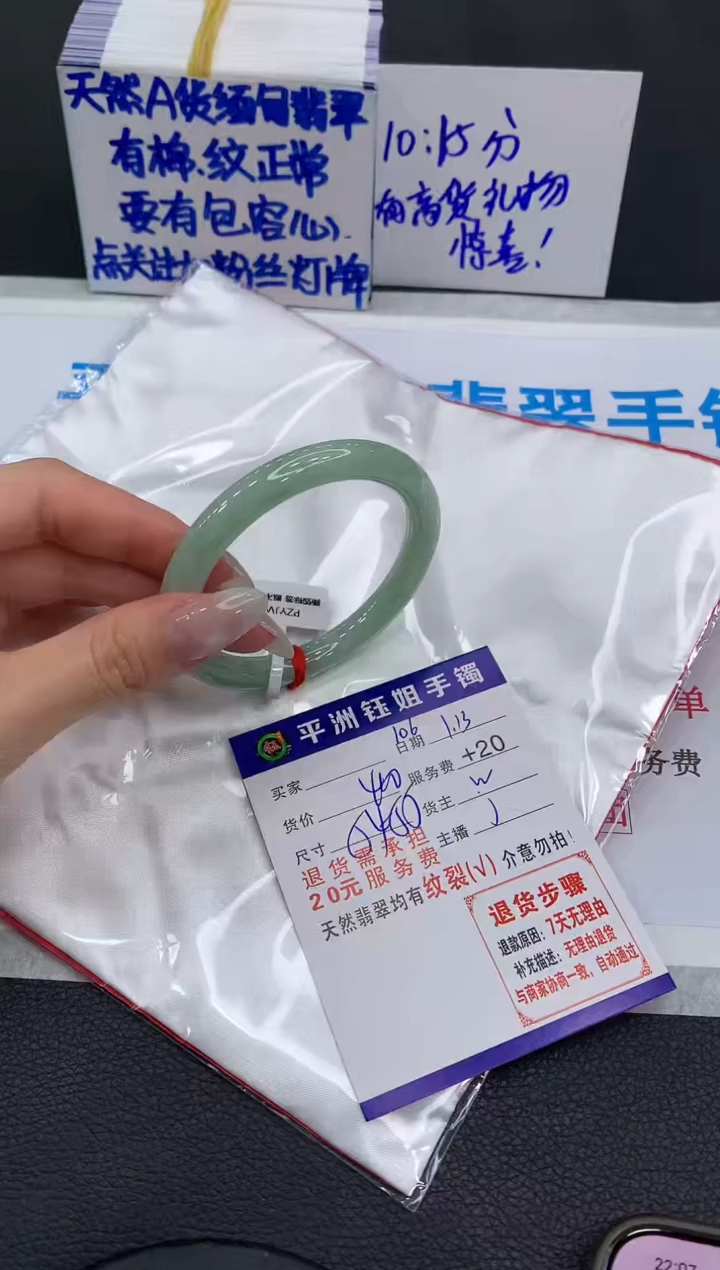 天然A货缅甸翡翠
有棉、纹正常
要有包容心
点关注加粉丝灯牌
10:15分
有高货礼物
惊喜!
翡翠手镯
PZYJW
平洲钰姐手镯
106
买家
日期 1.13
货价 400 服务费 +20
尺寸 货主 W
退货需承担 主播
20元服务费
天然翡翠均有纹裂(√) 介意勿拍!
退货步骤
退款原因: 7天无理由
补充描述: 无理由退货
与商家协商一致，自动通过
单
务费
22:07